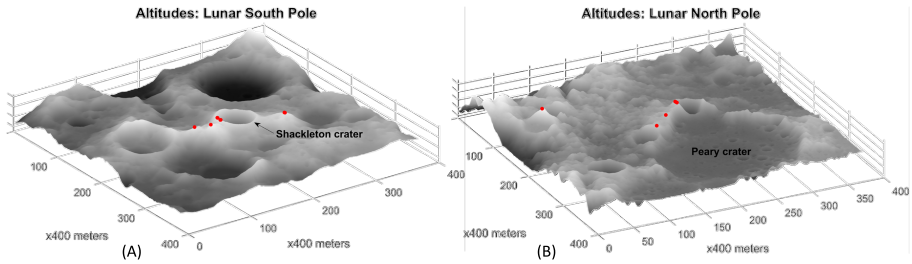 Altitudes: Lunar South Pole
Shackleton crater
100
200
300
400
0
100
200
300
400
x400 meters
x400 meters
(A)
Altitudes: Lunar North Pole
Peary crater
100
200
300
400
0
50
100
150
200
250
300
350
400
x400 meters
x400 meters
(B)